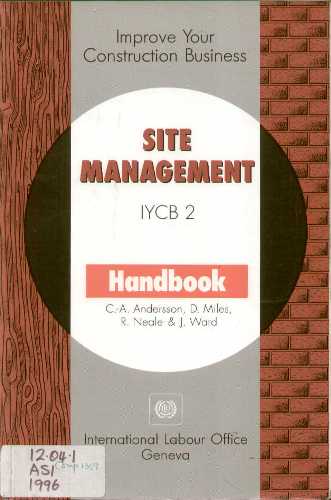 Improve Your
Construction Business
SITE
MANAGEMENT
IYCB 2
Handbook
C.-A. Andersson, D. Miles,
R. Neale & J. Ward
International Labour Office
Geneva
12.04.1
ASI
1996